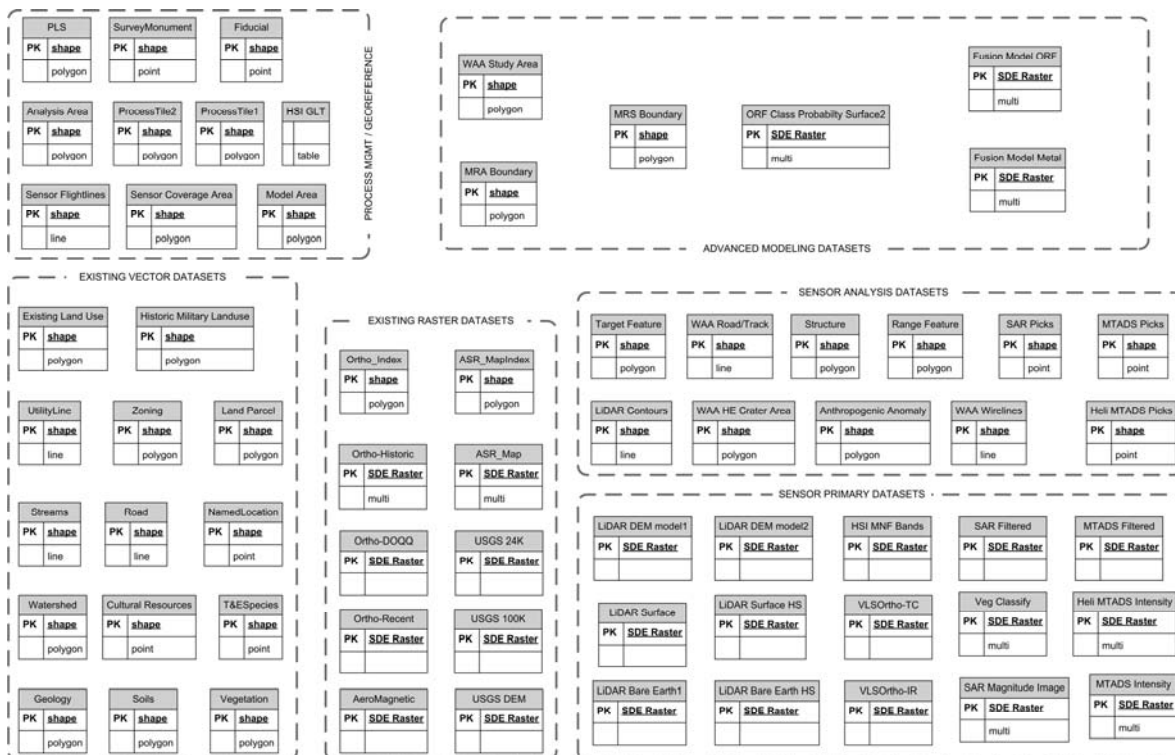 PLS
PK shape
polygon
SurveyMonument
PK shape
point
Fiducial
PK shape
point
Analysis Area
PK shape
polygon
ProcessTile2
PK shape
polygon
ProcessTile1
PK shape
polygon
HSI GLT
table
Sensor Flightlines
PK shape
line
Sensor Coverage Area
PK shape
polygon
Model Area
PK shape
polygon
PROCESS MGMT / GEOREFERENCE
WAA Study Area
PK shape
polygon
MRA Boundary
PK shape
polygon
MRS Boundary
PK shape
polygon
ORF Class Probabilty Surface2
PK SDE Raster
multi
Fusion Model ORF
PK SDE Raster
multi
Fusion Model Metal
PK SDE Raster
multi
ADVANCED MODELING DATASETS
EXISTING VECTOR DATASETS
Existing Land Use
PK shape
polygon
Historic Military Landuse
PK shape
polygon
UtilityLine
PK shape
line
Zoning
PK shape
polygon
Land Parcel
PK shape
polygon
Streams
PK shape
line
Road
PK shape
line
NamedLocation
PK shape
point
Watershed
PK shape
polygon
Cultural Resources
PK shape
point
T&ESpecies
PK shape
point
Geology
PK shape
polygon
Soils
PK shape
polygon
Vegetation
PK shape
polygon
EXISTING RASTER DATASETS
Ortho_Index
PK shape
polygon
ASR_MapIndex
PK shape
polygon
Ortho-Historic
PK SDE Raster
multi
ASR_Map
PK SDE Raster
multi
Ortho-DOQQ
PK SDE Raster
USGS 24K
PK SDE Raster
Ortho-Recent
PK SDE Raster
USGS 100K
PK SDE Raster
AeroMagnetic
PK SDE Raster
USGS DEM
PK SDE Raster
SENSOR ANALYSIS DATASETS
Target Feature
PK shape
polygon
WAA Road/Track
PK shape
line
Structure
PK shape
polygon
Range Feature
PK shape
polygon
SAR Picks
PK shape
point
MTADS Picks
PK shape
point
LiDAR Contours
PK shape
line
WAA HE Crater Area
PK shape
polygon
Anthropogenic Anomaly
PK shape
polygon
WAA Wirelines
PK shape
line
Heli MTADS Picks
PK shape
point
SENSOR PRIMARY DATASETS
LiDAR DEM model1
PK SDE Raster
LiDAR DEM model2
PK SDE Raster
HSI MNF Bands
PK SDE Raster
SAR Filtered
PK SDE Raster
MTADS Filtered
PK SDE Raster
LiDAR Surface
PK SDE Raster
LiDAR Surface HS
PK SDE Raster
VLSOrtho-TC
PK SDE Raster
Veg Classify
PK SDE Raster
multi
Heli MTADS Intensity
PK SDE Raster
multi
LiDAR Bare Earth1
PK SDE Raster
LiDAR Bare Earth HS
PK SDE Raster
VLSOrtho-IR
PK SDE Raster
SAR Magnitude Image
PK SDE Raster
multi
MTADS Intensity
PK SDE Raster
multi